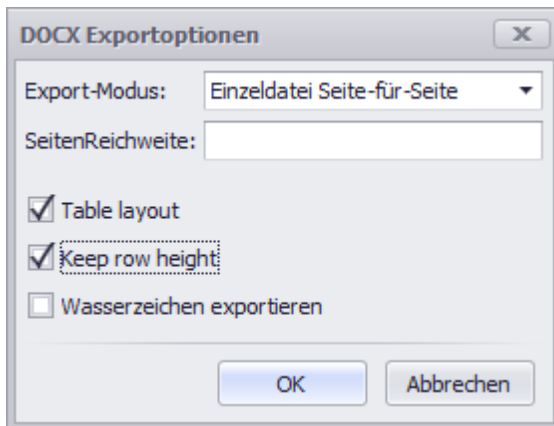 DOCX Exportoptionen
Export-Modus: Einzeldatei Seite-für-Seite
SeitenReichweite:
Table layout
Keep row height
Wasserzeichen exportieren
OK Abbrechen